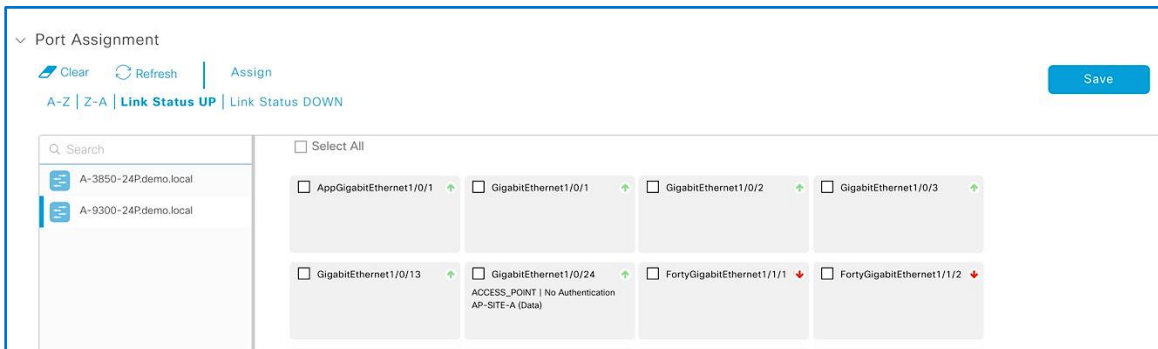 Port Assignment
Clear Refresh Assign
Save
A-Z | Z-A | Link Status UP | Link Status DOWN
Search
Select All
A-3850-24P.demo.local
A-9300-24P.demo.local
AppGigabitEthernet1/0/1 GigabitEthernet1/0/1 GigabitEthernet1/0/2 GigabitEthernet1/0/3
GigabitEthernet1/0/13 GigabitEthernet1/0/24 FortyGigabitEthernet1/1/1 FortyGigabitEthernet1/1/2
ACCESS_POINT | No Authentication
AP-SITE-A (Data)